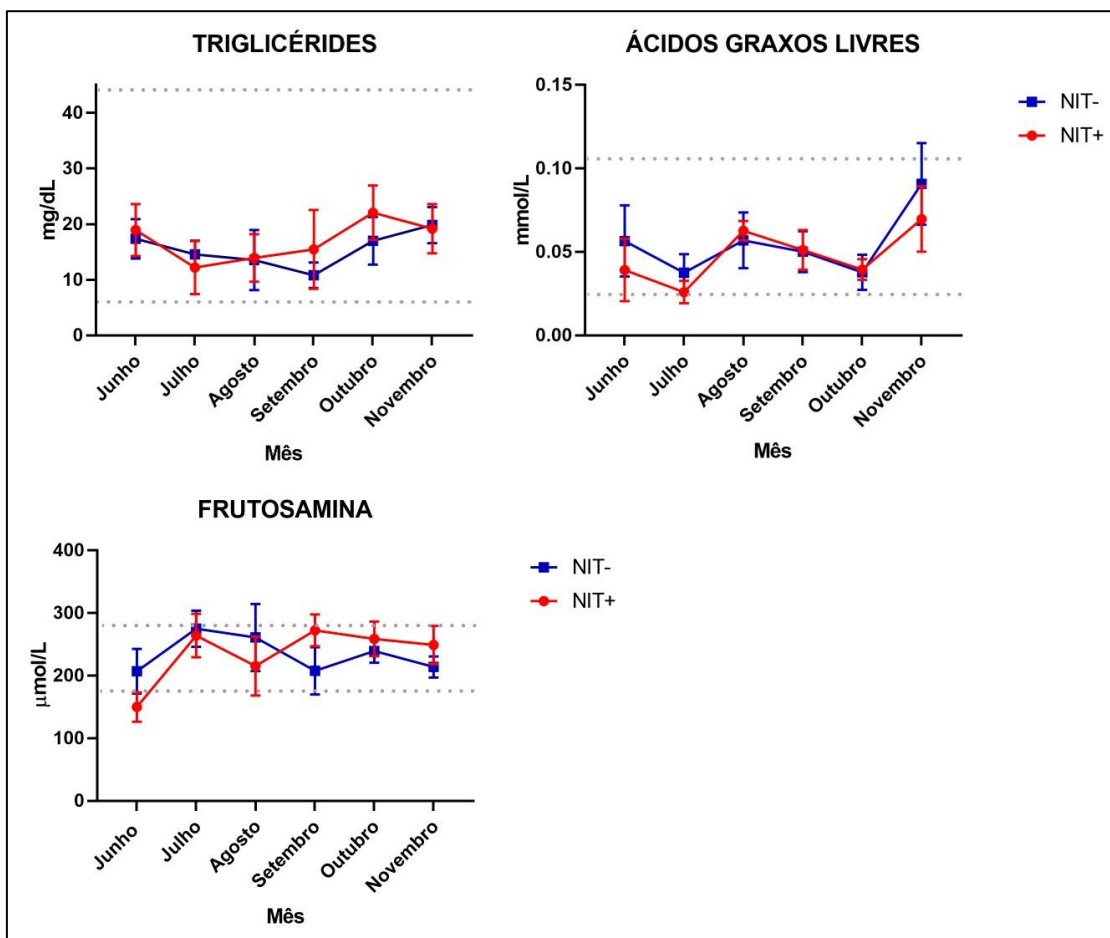 TRIGLICÉRIDES
mg/dL
40
30
20
10
0
Junho
Julho
Agosto
Setembro
Outubro
Novembro
Mês
ÁCIDOS GRAXOS LIVRES
mmol/L
0.15
0.10
0.05
0.00
Junho
Julho
Agosto
Setembro
Outubro
Novembro
Mês
NIT-
NIT+
FRUTOSAMINA
µmol/L
400
300
200
100
0
Junho
Julho
Agosto
Setembro
Outubro
Novembro
Mês
NIT-
NIT+